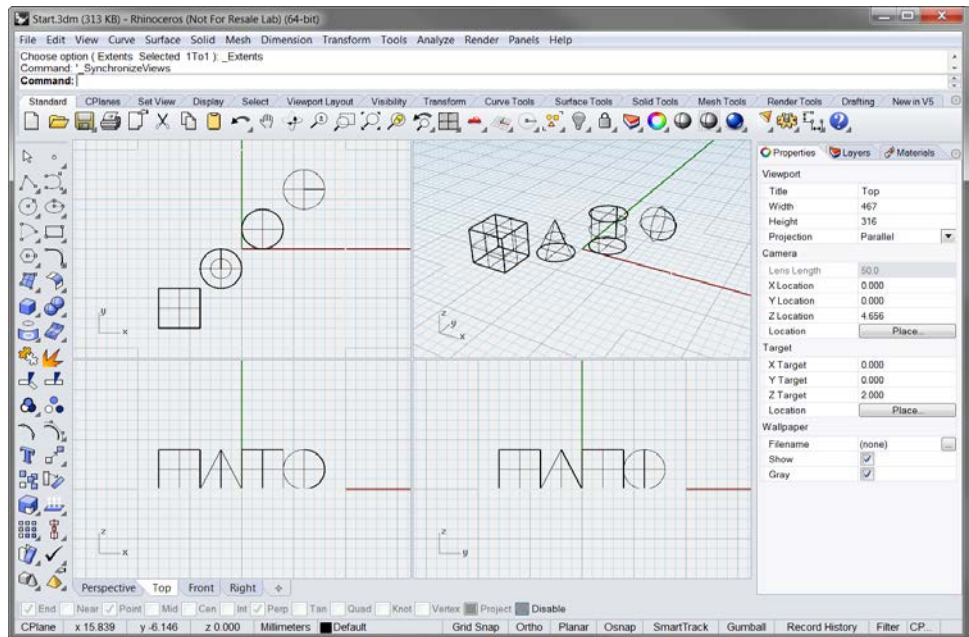 Start.3dm (313 KB) - Rhinoceros (Not For Resale Lab) (64-bit)
File Edit View Curve Surface Solid Mesh Dimension Transform Tools Analyze Render Panels Help
Choose option ( Extents Selected 1To1 ): _Extents
Command: '_SynchronizeViews
Command:
Standard CPlanes Set View Display Select Viewport Layout Visibility Transform Curve Tools Surface Tools Solid Tools Mesh Tools Render Tools Drafting New in V5
Properties Layers Materials
Viewport
Title Top
Width 467
Height 316
Projection Parallel
Camera
Lens Length 50.0
X Location 0.000
Y Location 0.000
Z Location 4.656
Location Place...
Target
X Target 0.000
Y Target 0.000
Z Target 2.000
Location Place...
Wallpaper
Filename (none) ...
Show
Gray
y
x
z
y
x
z
x
z
y
Perspective Top Front Right
End Near Point Mid Cen Int Perp Tan Quad Knot Vertex Project Disable
CPlane x 15.839 y -6.146 z 0.000 Millimeters Default Grid Snap Ortho Planar Osnap SmartTrack Gumball Record History Filter CP...